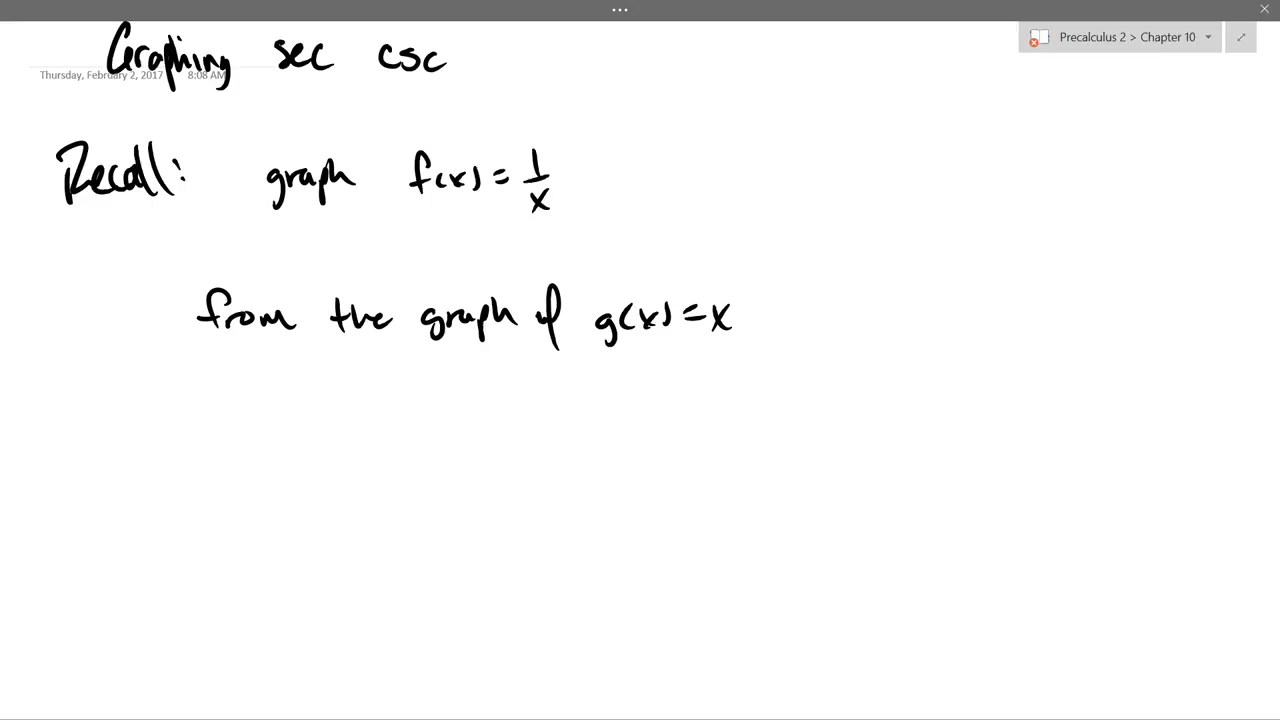 Precalculus 2 > Chapter 10
Graphing sec csc
Thursday, February 2, 2017 8:08 AM
Recall: graph f(x) = 1/x
from the graph of g(x) = x